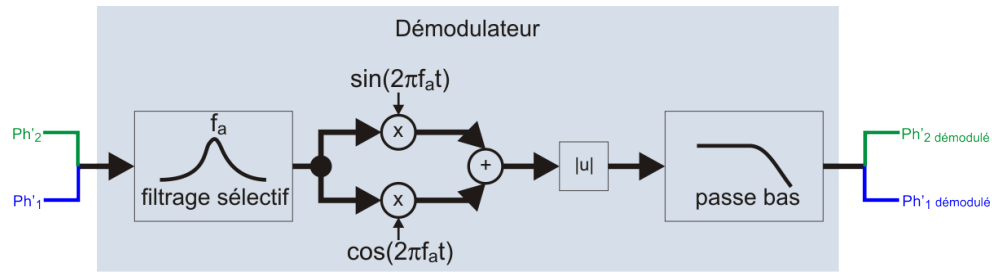 Démodulateur
sin(2πfₐt)
Ph'₂
fₐ
x
Ph'₂ démodulé
filtrage sélectif
+
|u|
passe bas
Ph'₁
x
Ph'₁ démodulé
cos(2πfₐt)